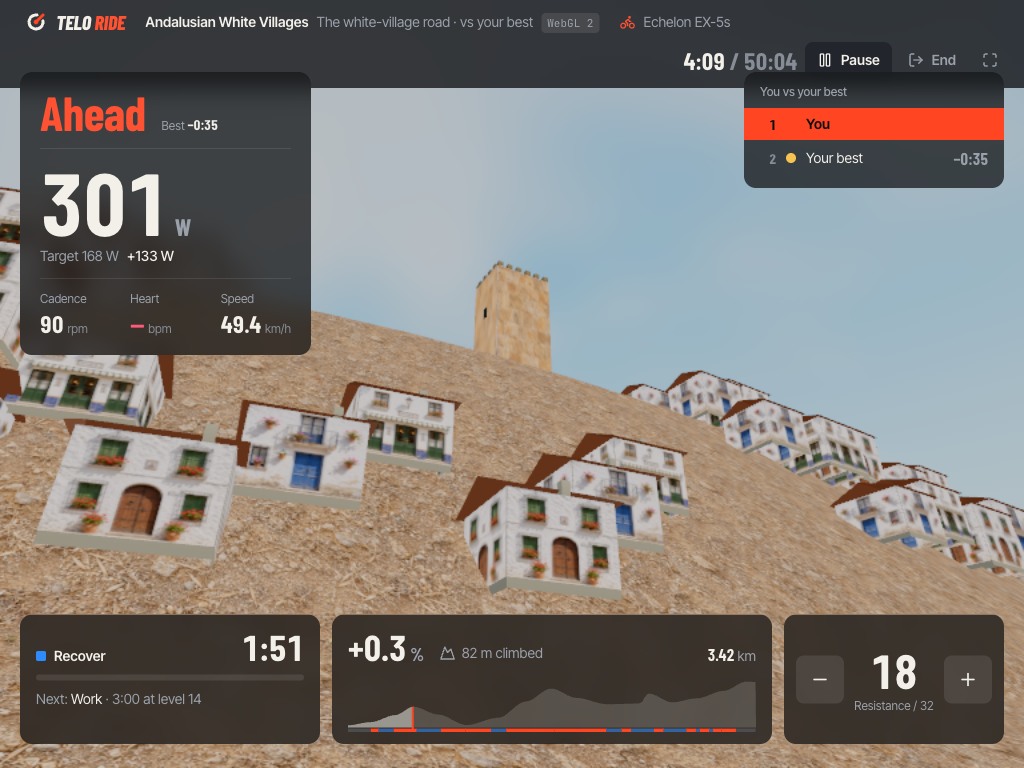 TELO RIDE Andalusian White Villages The white-village road · vs your best WebGL 2 Echelon EX-5s
4:09 / 50:04 Pause End
Ahead Best −0:35
301 W
Target 168 W +133 W
Cadence Heart Speed
90 rpm – bpm 49.4 km/h
You vs your best
1 You
2 Your best −0:35
Recover 1:51
Next: Work · 3:00 at level 14
+0.3 % 82 m climbed 3.42 km
− 18 +
Resistance / 32